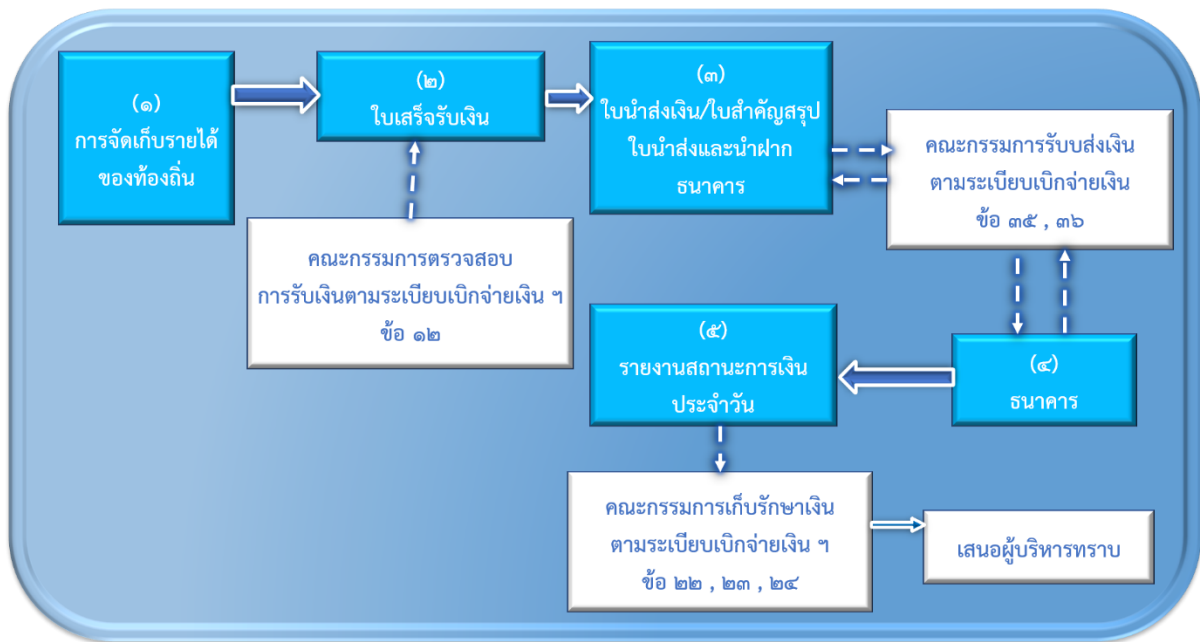 (๑)
การจัดเก็บรายได้
ของท้องถิ่น
(๒)
ใบเสร็จรับเงิน
(๓)
ใบนำส่งเงิน/ใบสำคัญสรุป
ใบนำส่งและนำฝาก
ธนาคาร
คณะกรรมการรับบส่งเงิน
ตามระเบียบเบิกจ่ายเงิน
ข้อ ๓๕ , ๓๖
คณะกรรมการตรวจสอบ
การรับเงินตามระเบียบเบิกจ่ายเงิน ฯ
ข้อ ๑๒
(๔)
ธนาคาร
(๕)
รายงานสถานะการเงิน
ประจำวัน
คณะกรรมการเก็บรักษาเงิน
ตามระเบียบเบิกจ่ายเงิน ฯ
ข้อ ๒๒ , ๒๓ , ๒๔
เสนอผู้บริหารทราบ